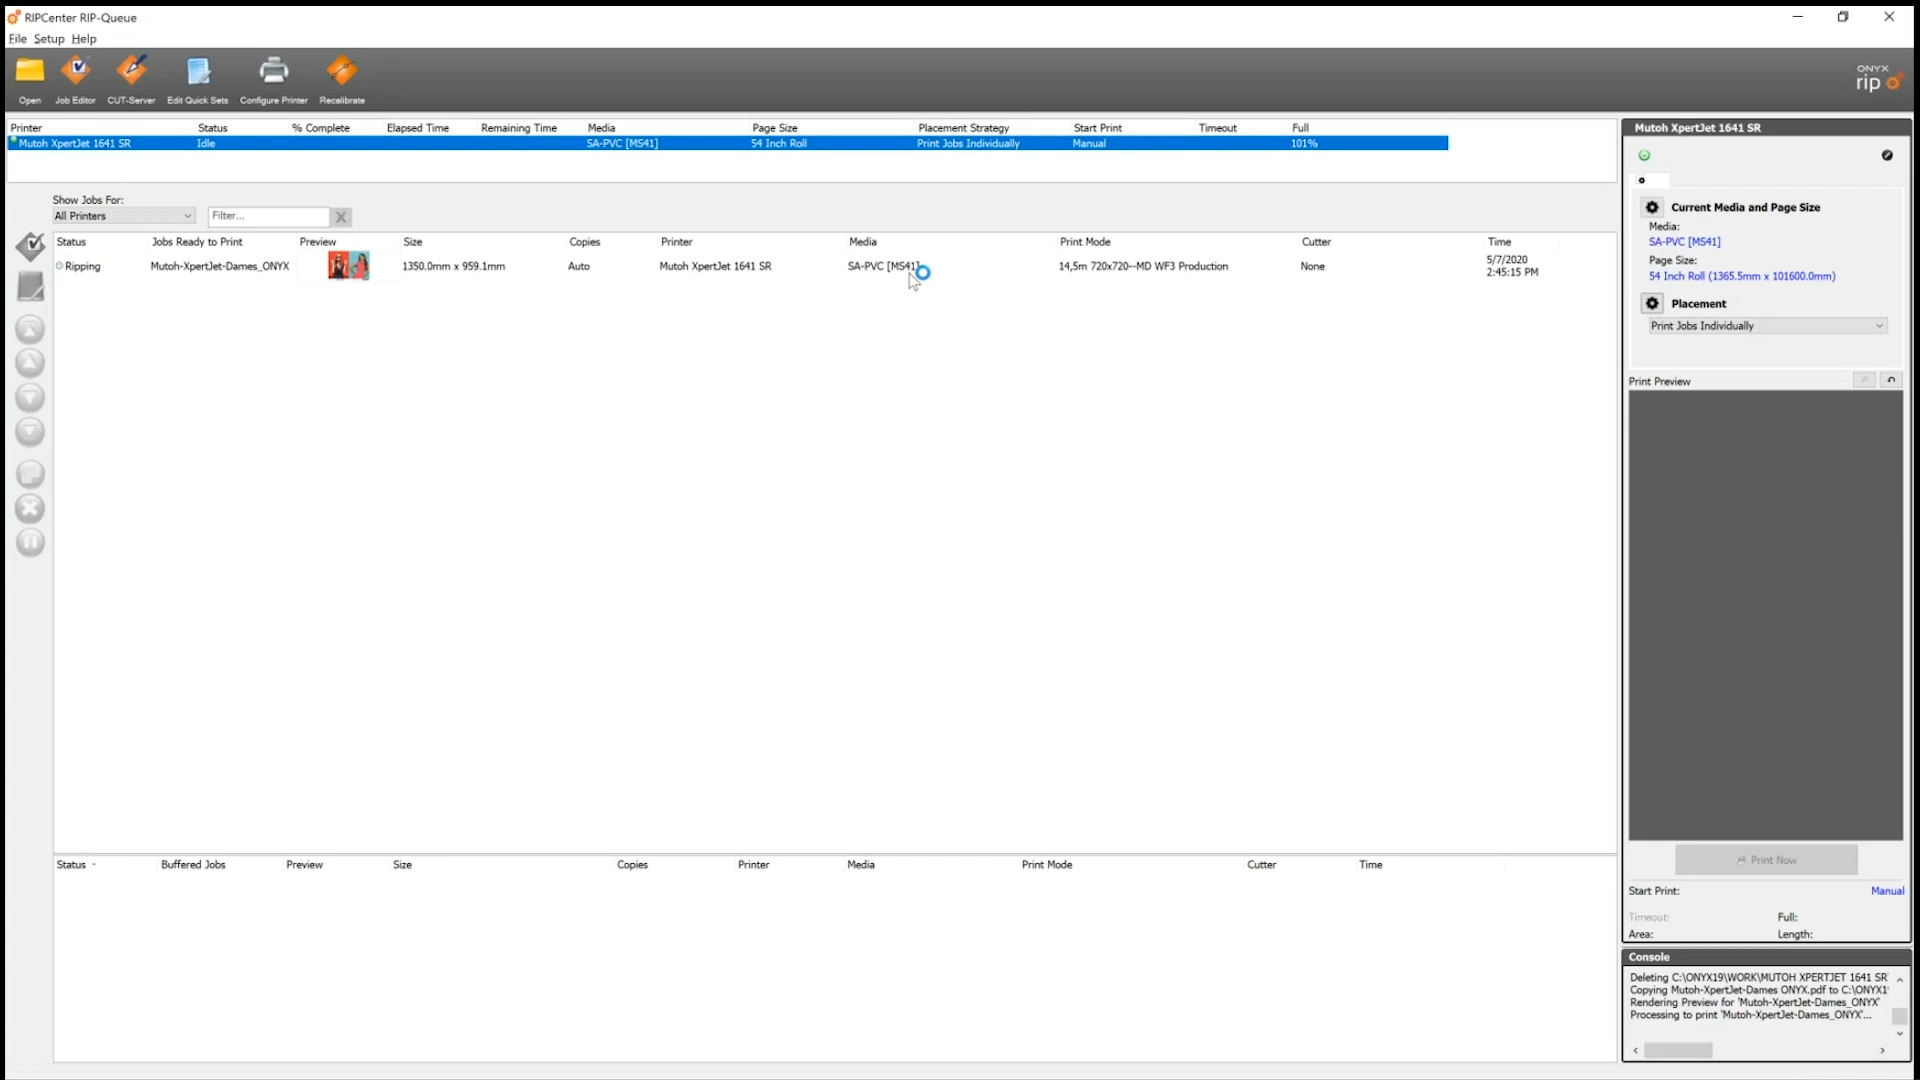 RIPCenter RIP-Queue
File Setup Help
Open Job Editor CUT-Server Edit Quick Sets Configure Printer Recalibrate
ONYX
rip
Printer Status % Complete Elapsed Time Remaining Time Media Page Size Placement Strategy Start Print Timeout Full
Mutoh XpertJet 1641 SR Idle SA-PVC [MS41] 54 Inch Roll Print Jobs Individually Manual 101%
Show Jobs For:
All Printers Filter...
Status Jobs Ready to Print Preview Size Copies Printer Media Print Mode Cutter Time
Ripping Mutoh-XpertJet-Dames_ONYX 1350.0mm x 959.1mm Auto Mutoh XpertJet 1641 SR SA-PVC [MS41] 14,5m 720x720--MD WF3 Production None 5/7/2020
2:45:15 PM
Status Buffered Jobs Preview Size Copies Printer Media Print Mode Cutter Time
Mutoh XpertJet 1641 SR
Current Media and Page Size
Media:
SA-PVC [MS41]
Page Size:
54 Inch Roll (1365.5mm x 101600.0mm)
Placement
Print Jobs Individually
Print Preview
Print Now
Start Print: Manual
Timeout: Full:
Area: Length:
Console
Deleting C:\ONYX19\WORK\MUTOH XPERTJET 1641 SR
Copying Mutoh-XpertJet-Dames ONYX.pdf to C:\ONYX1
Rendering Preview for 'Mutoh-XpertJet-Dames_ONYX'
Processing to print 'Mutoh-XpertJet-Dames_ONYX'...